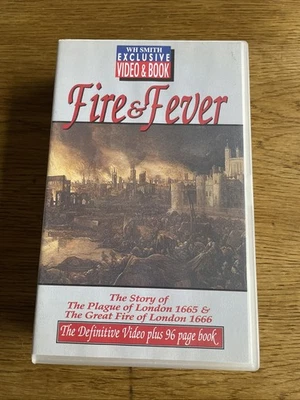 WH SMITH
EXCLUSIVE
VIDEO & BOOK
Fire & Fever
The Story of
The Plague of London 1665 &
The Great Fire of London 1666
The Definitive Video plus 96 page book